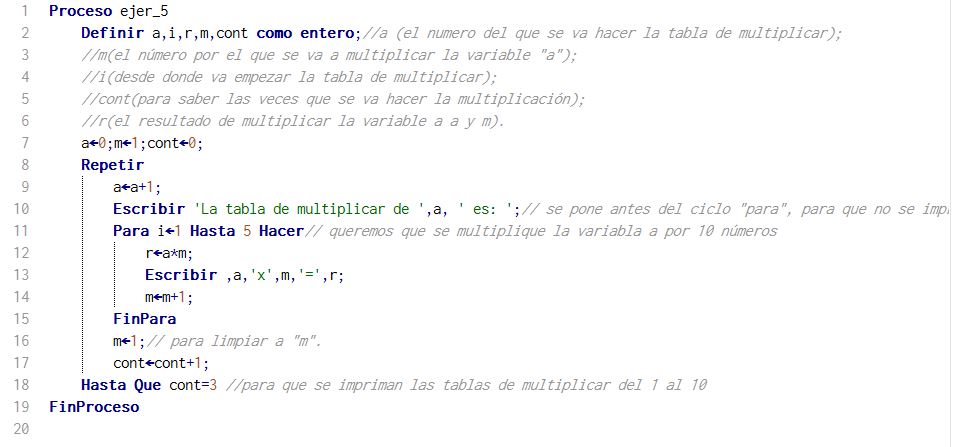 1 Proceso ejer_5
2 Definir a,i,r,m,cont como entero;//a (el numero del que se va hacer la tabla de multiplicar);
3 //m(el número por el que se va a multiplicar la variable "a");
4 //i(desde donde va empezar la tabla de multiplicar);
5 //cont(para saber las veces que se va hacer la multiplicación);
6 //r(el resultado de multiplicar la variable a a y m).
7 a←0;m←1;cont←0;
8 Repetir
9 a←a+1;
10 Escribir 'La tabla de multiplicar de ',a, ' es: ';// se pone antes del ciclo "para", para que no se
11 Para i←1 Hasta 5 Hacer// queremos que se multiplique la variabla a por 10 números
12 r←a*m;
13 Escribir ,a,'x',m,'=',r;
14 m←m+1;
15 FinPara
16 m←1;// para limpiar a "m".
17 cont←cont+1;
18 Hasta Que cont=3 //para que se impriman las tablas de multiplicar del 1 al 10
19 FinProceso
20